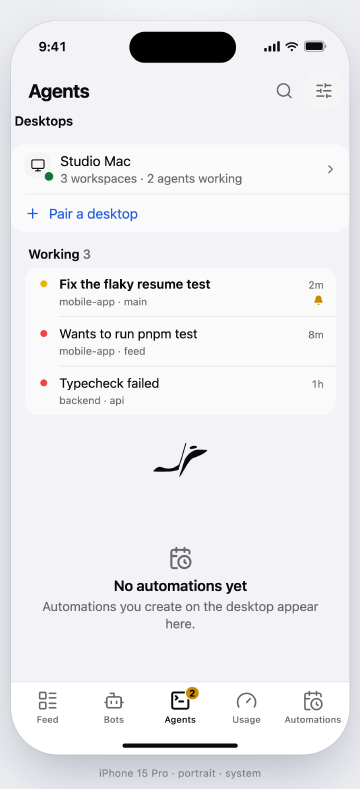 9:41
Agents
Desktops
Studio Mac
3 workspaces · 2 agents working
+ Pair a desktop
Working 3
Fix the flaky resume test
2m
mobile-app · main
Wants to run pnpm test
8m
mobile-app · feed
Typecheck failed
1h
backend · api
No automations yet
Automations you create on the desktop appear
here.
2
Feed
Bots
Agents
Usage
Automations
iPhone 15 Pro · portrait · system